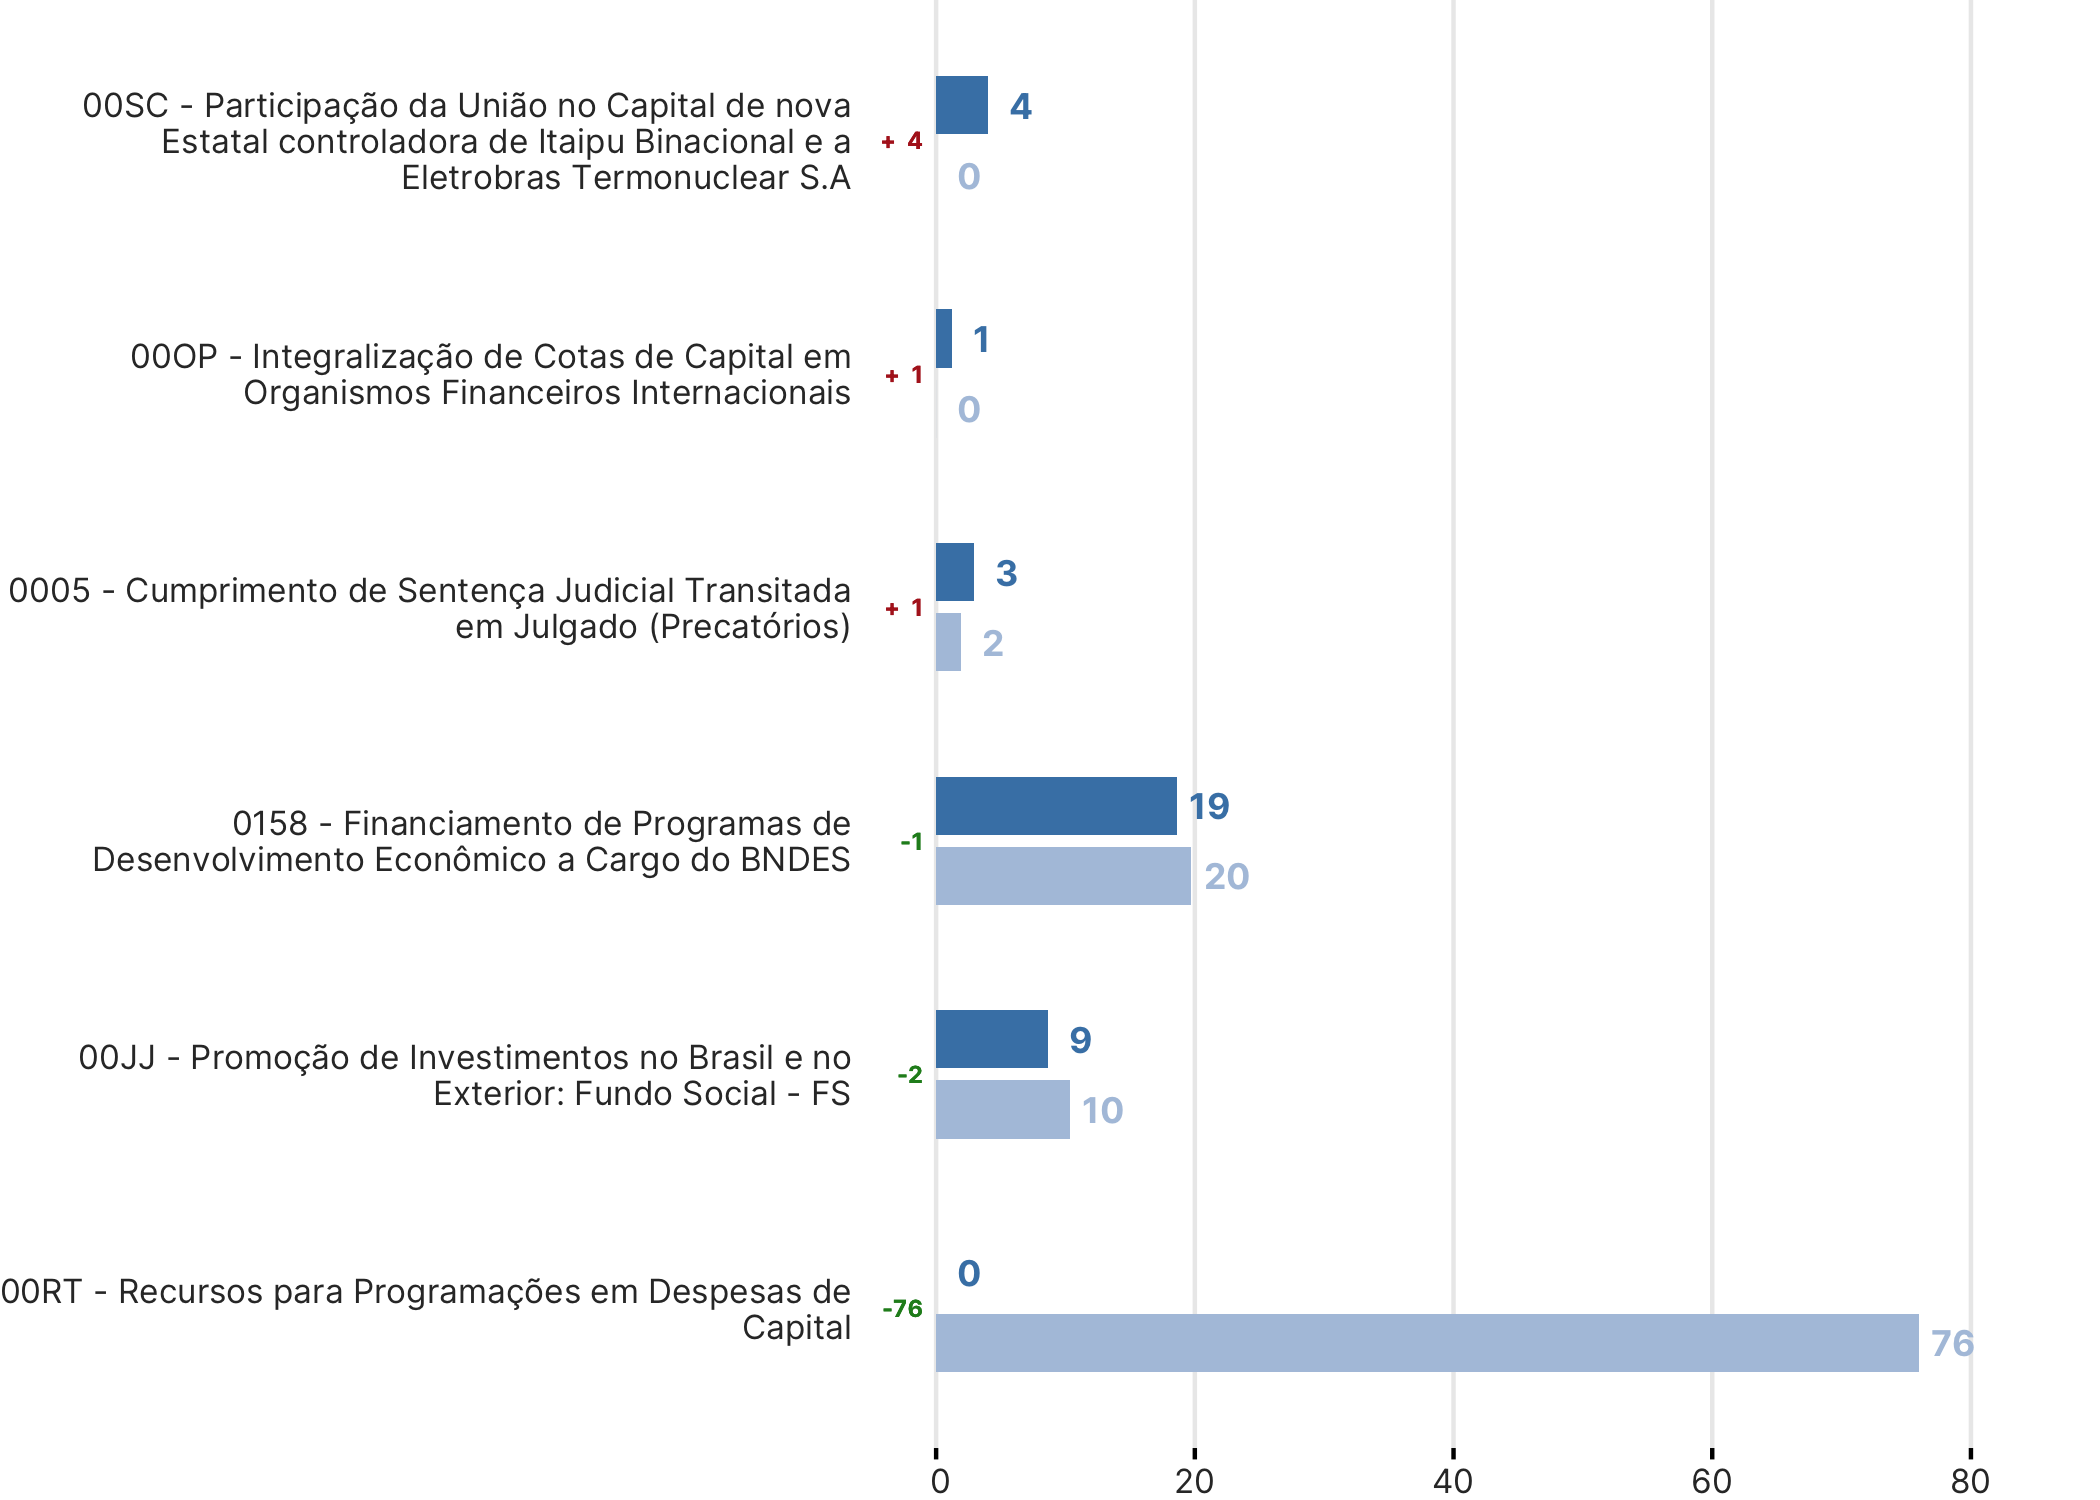 00SC - Participação da União no Capital de nova
Estatal controladora de Itaipu Binacional e a
Eletrobras Termonuclear S.A
+ 4
4
0
00OP - Integralização de Cotas de Capital em
Organismos Financeiros Internacionais
+ 1
1
0
0005 - Cumprimento de Sentença Judicial Transitada
em Julgado (Precatórios)
+ 1
3
2
0158 - Financiamento de Programas de
Desenvolvimento Econômico a Cargo do BNDES
-1
19
20
00JJ - Promoção de Investimentos no Brasil e no
Exterior: Fundo Social - FS
-2
9
10
00RT - Recursos para Programações em Despesas de
Capital
-76
0
76
0 20 40 60 80